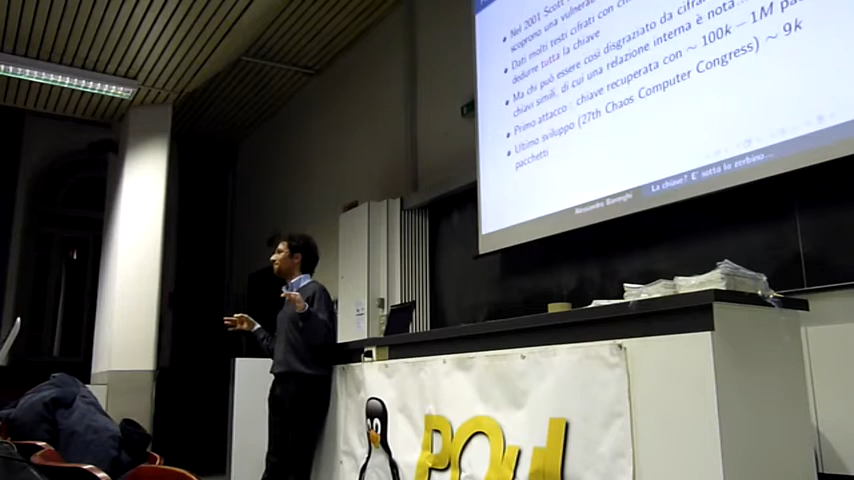 Nel 2001 Scott
scoprono una vulnerab
Dati molti testi cifrati con
dedurre tutta la chiave
Ma chi può essere così disgraziato da cifra
chiavi simili, di cui una relazione interna è nota...
Primo attacco : chiave recuperata con ∼ 100k − 1M pac
Ultimo sviluppo (27th Chaos Computer Congress) ∼ 9k
pacchetti
Alessandro Barenghi
La chiave? E' sotto lo zerbino...
POuL